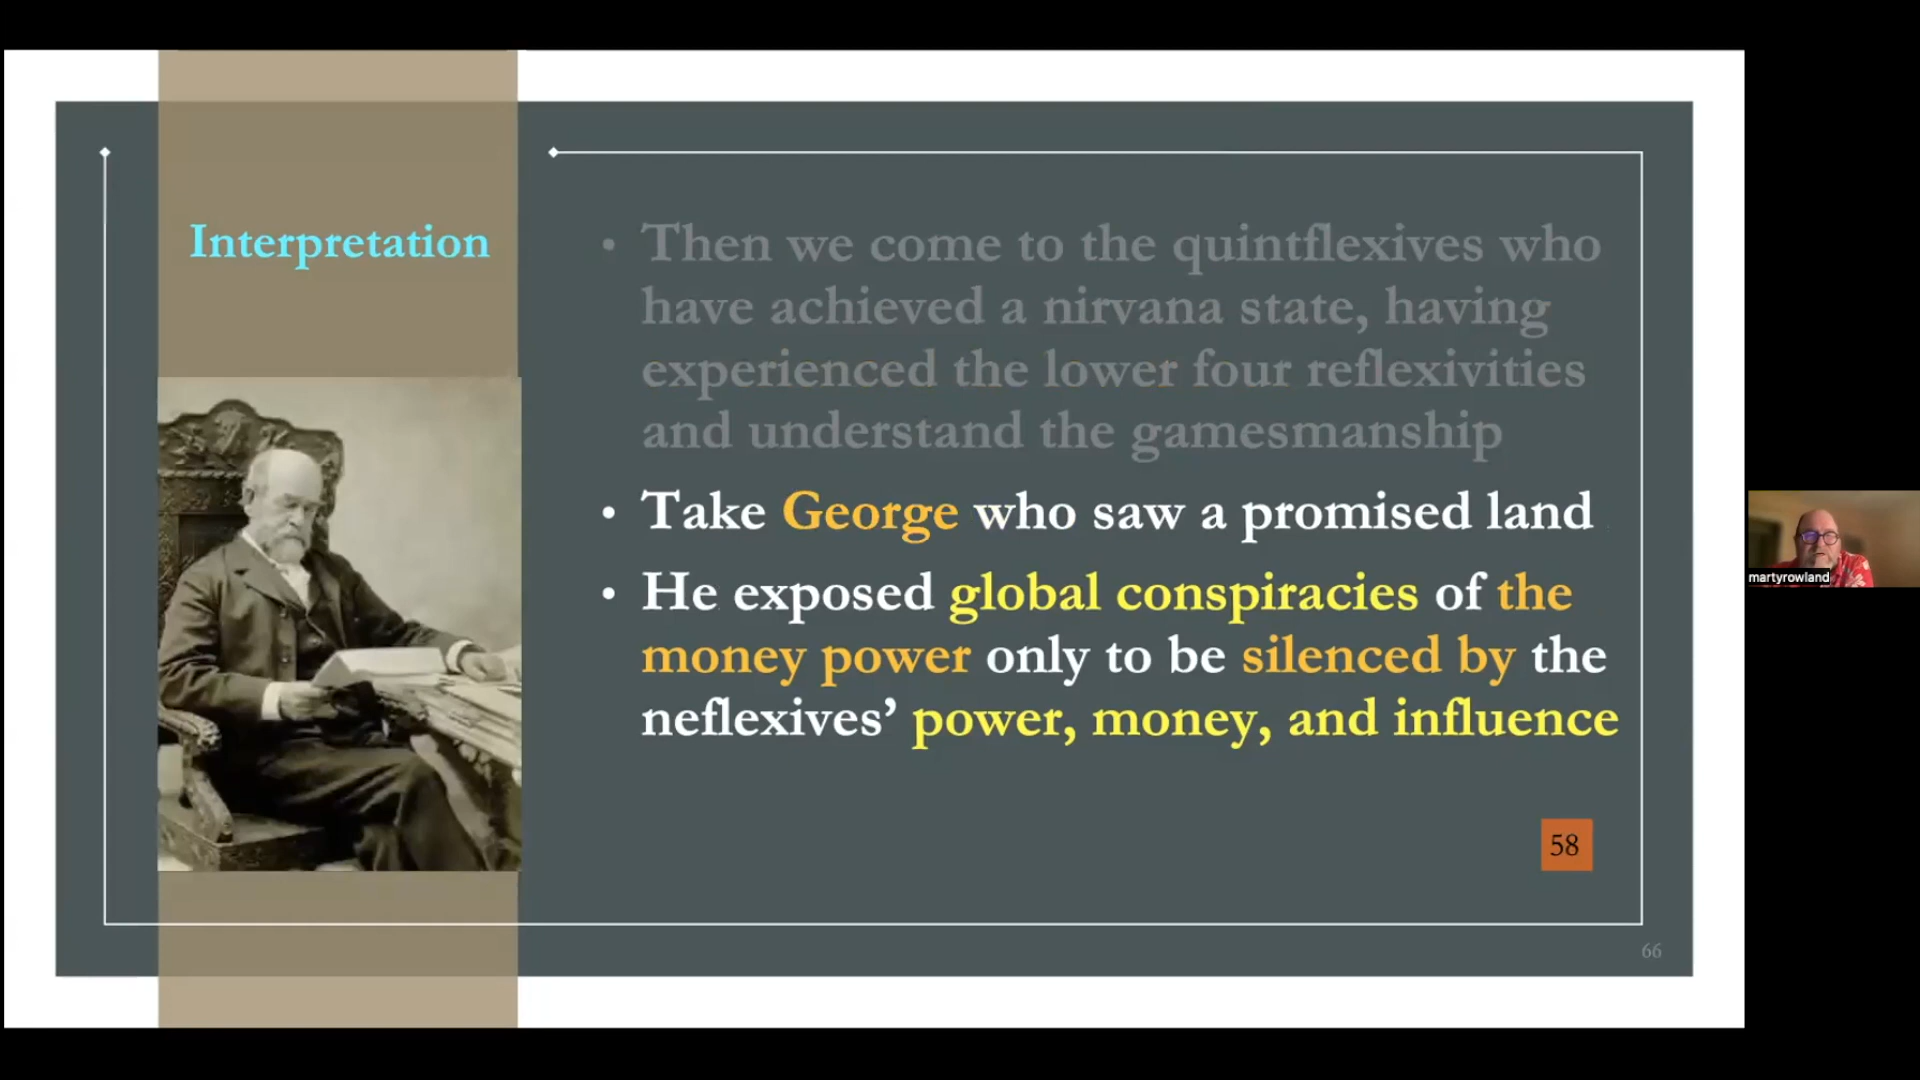 Interpretation
• Then we come to the quintflexives who
have achieved a nirvana state, having
experienced the lower four reflexivities
and understand the gamesmanship
• Take George who saw a promised land
• He exposed global conspiracies of the
money power only to be silenced by the
neflexives’ power, money, and influence
58
66
martyrowland